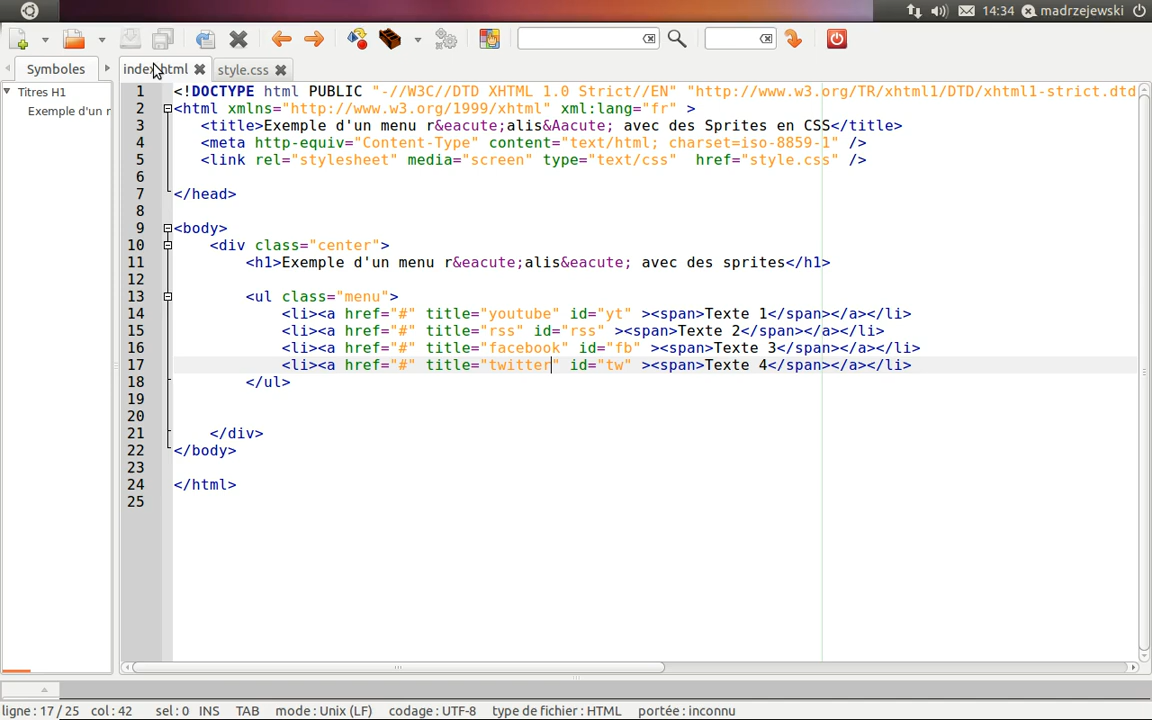 14:34 madrzejewski
Symboles index.html style.css
Titres H1
Exemple d'un r
1 <!DOCTYPE html PUBLIC "-//W3C//DTD XHTML 1.0 Strict//EN" "http://www.w3.org/TR/xhtml1/DTD/xhtml1-strict.dtd
2 <html xmlns="http://www.w3.org/1999/xhtml" xml:lang="fr" >
3 <title>Exemple d'un menu r&eacute;alis&Aacute; avec des Sprites en CSS</title>
4 <meta http-equiv="Content-Type" content="text/html; charset=iso-8859-1" />
5 <link rel="stylesheet" media="screen" type="text/css"  href="style.css" />
6
7 </head>
8
9 <body>
10 <div class="center">
11 <h1>Exemple d'un menu r&eacute;alis&eacute; avec des sprites</h1>
12
13 <ul class="menu">
14 <li><a href="#" title="youtube" id="yt" ><span>Texte 1</span></a></li>
15 <li><a href="#" title="rss" id="rss" ><span>Texte 2</span></a></li>
16 <li><a href="#" title="facebook" id="fb" ><span>Texte 3</span></a></li>
17 <li><a href="#" title="twitter" id="tw" ><span>Texte 4</span></a></li>
18 </ul>
19
20
21 </div>
22 </body>
23
24 </html>
25
ligne : 17 / 25 col : 42 sel : 0 INS TAB mode : Unix (LF) codage : UTF-8 type de fichier : HTML portée : inconnu